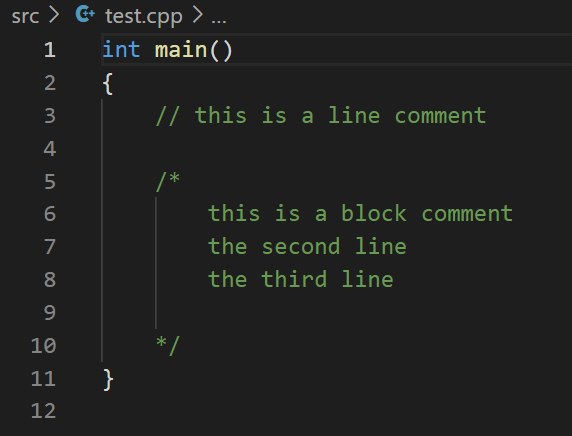 src > test.cpp > ...
1 int main()
2 {
3     // this is a line comment
4
5     /*
6         this is a block comment
7         the second line
8         the third line
9
10     */
11 }
12